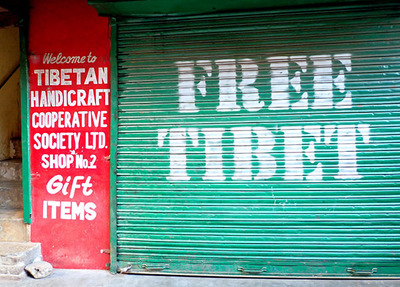 Welcome to
TIBETAN
HANDICRAFT
COOPERATIVE
SOCIETY LTD.
SHOP No.2
Gift
ITEMS
FREE
TIBET